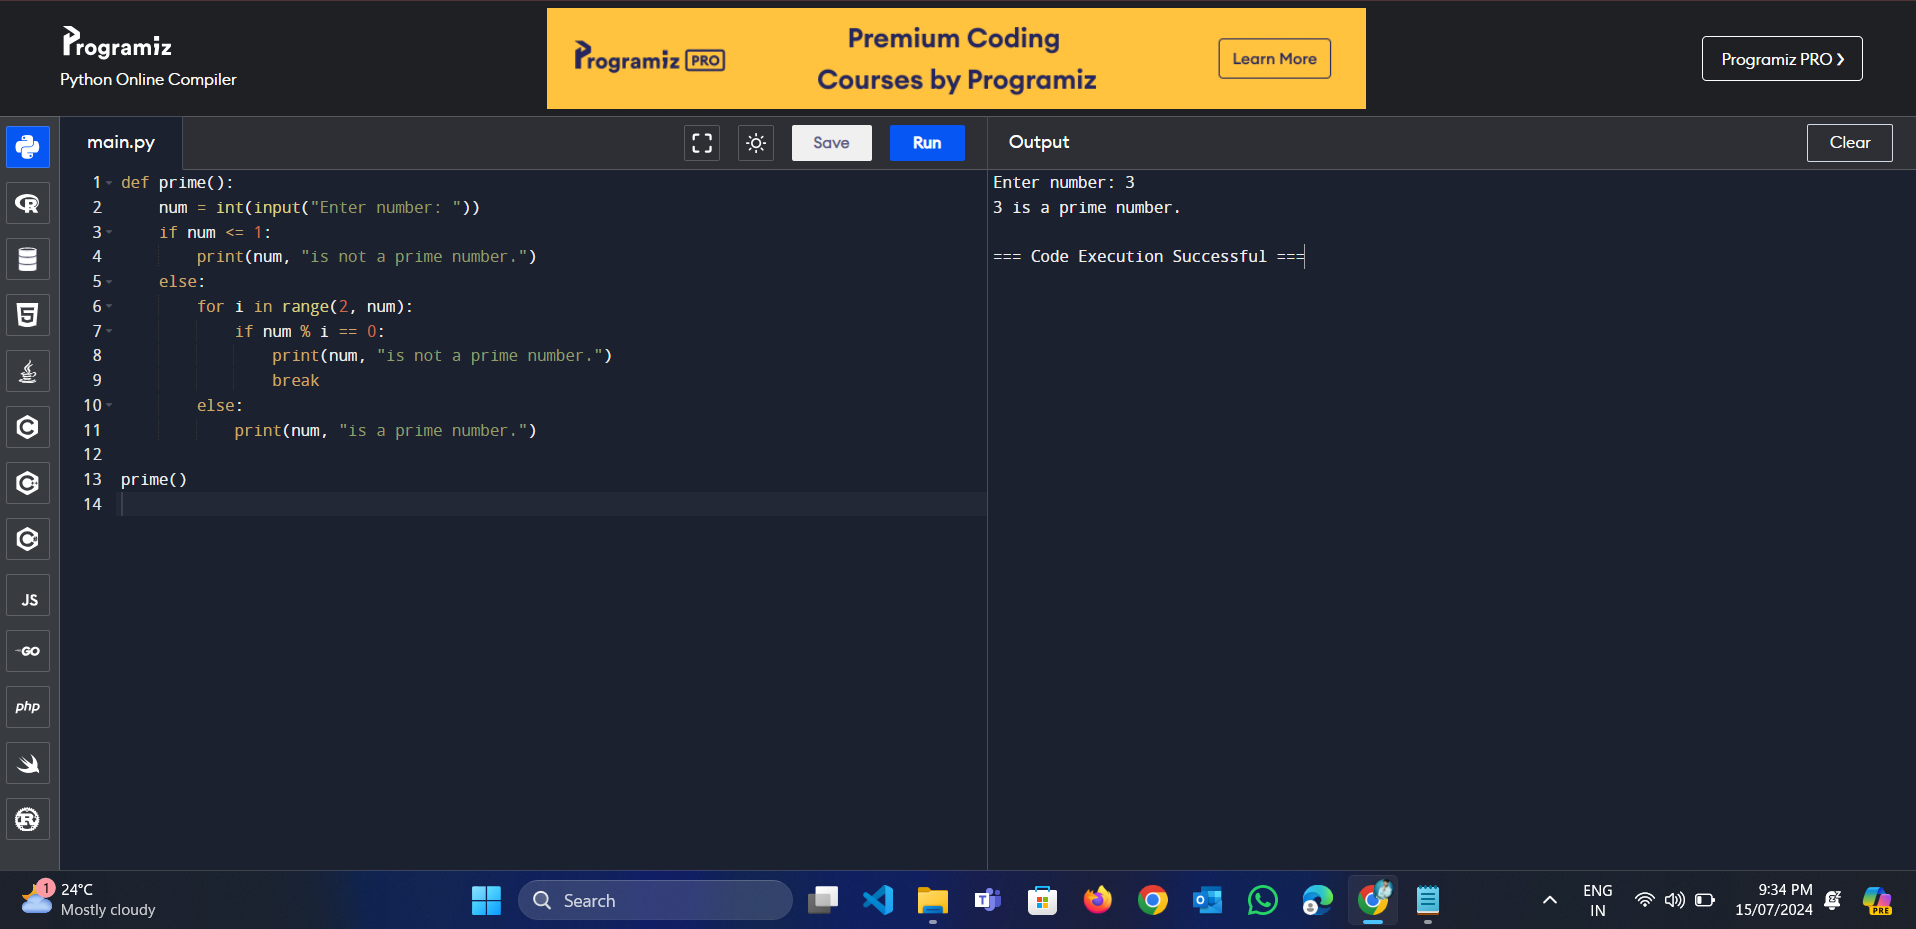 Programiz
Python Online Compiler
Programiz PRO
Premium Coding
Courses by Programiz
Learn More
Programiz PRO
main.py
Save
Run
Output
Clear
1 def prime():
2     num = int(input("Enter number: "))
3     if num <= 1:
4         print(num, "is not a prime number.")
5     else:
6         for i in range(2, num):
7             if num % i == 0:
8                 print(num, "is not a prime number.")
9                 break
10         else:
11             print(num, "is a prime number.")
12
13 prime()
14
Enter number: 3
3 is a prime number.
=== Code Execution Successful ===
JS
GO
php
1
24°C
Mostly cloudy
Search
ENG
IN
9:34 PM
15/07/2024
PRE